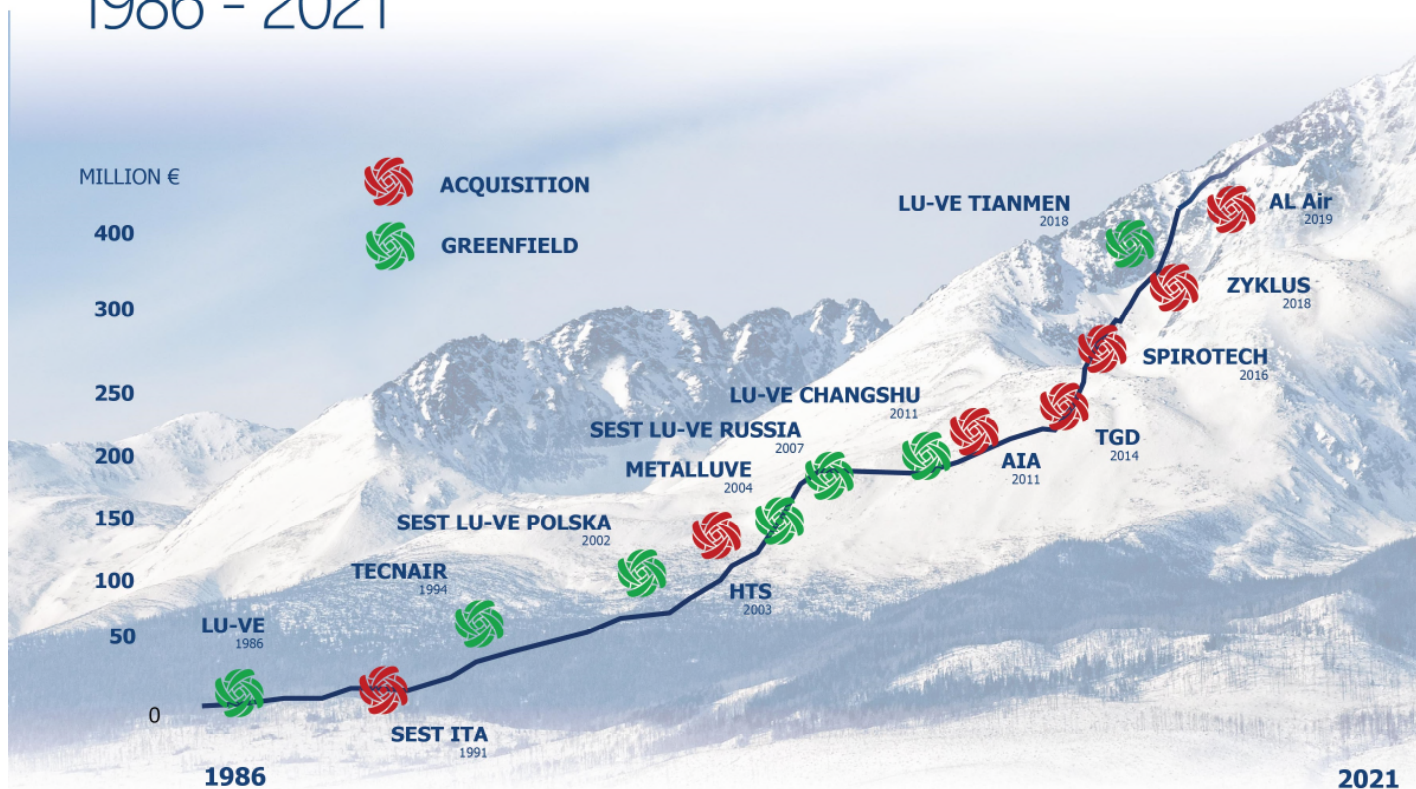 1986 - 2021
MILLION €
ACQUISITION
GREENFIELD
400
300
250
200
150
100
50
0
LU-VE TIANMEN
2018
AL Air
2019
ZYKLUS
2018
SPIROTECH
2016
LU-VE CHANGSHU
2011
SEST LU-VE RUSSIA
2007
TGD
2014
METALLUVE
2004
AIA
2011
SEST LU-VE POLSKA
2002
TECNAIR
1994
HTS
2003
LU-VE
1986
SEST ITA
1991
1986
2021